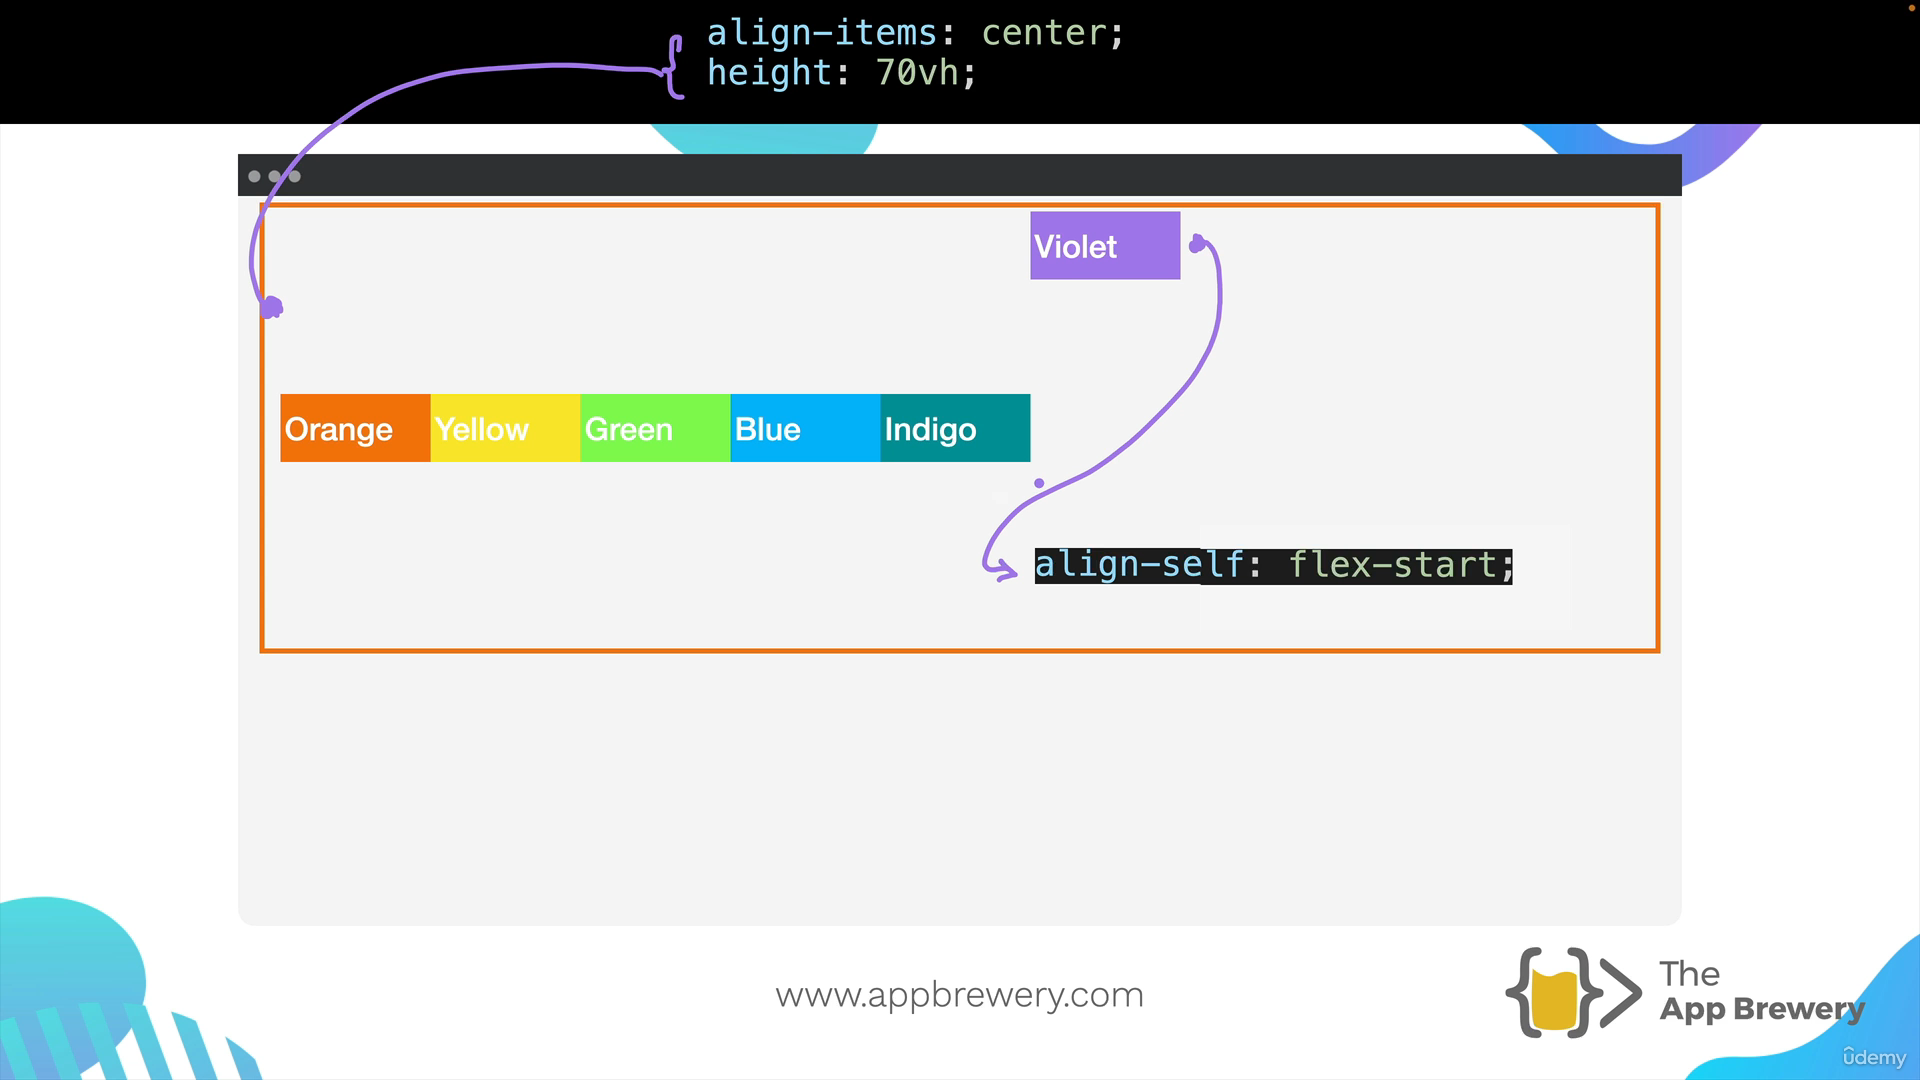 align-items: center;
height: 70vh;
Violet
Orange Yellow Green Blue Indigo
align-self: flex-start;
www.appbrewery.com
The
App Brewery
ûdemy